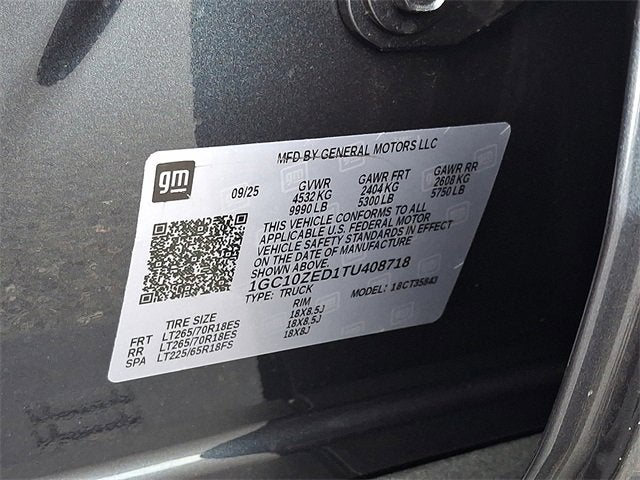 MFD BY GENERAL MOTORS LLC
gm
09/25
GVWR GAWR FRT GAWR RR
4532 KG 2404 KG 2608 KG
9990 LB 5300 LB 5750 LB
THIS VEHICLE CONFORMS TO ALL
APPLICABLE U.S. FEDERAL MOTOR
VEHICLE SAFETY STANDARDS IN EFFECT
ON THE DATE OF MANUFACTURE
SHOWN ABOVE.
1GC10ZED1TU408718
TYPE: TRUCK MODEL: 18CT35843
TIRE SIZE RIM
FRT LT265/70R18ES 18X8.5J
RR LT265/70R18ES 18X8.5J
SPA LT225/65R18FS 18X8J